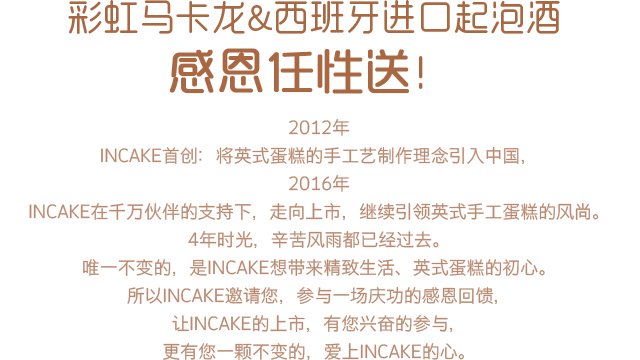 彩虹马卡龙&西班牙进口起泡酒
感恩任性送!
2012年
INCAKE首创：将英式蛋糕的手工艺制作理念引入中国，
2016年
INCAKE在千万伙伴的支持下，走向上市，继续引领英式手工蛋糕的风尚。
4年时光，辛苦风雨都已经过去。
唯一不变的，是INCAKE想带来精致生活、英式蛋糕的初心。
所以INCAKE邀请您，参与一场庆功的感恩回馈，
让INCAKE的上市，有您兴奋的参与，
更有您一颗不变的，爱上INCAKE的心。